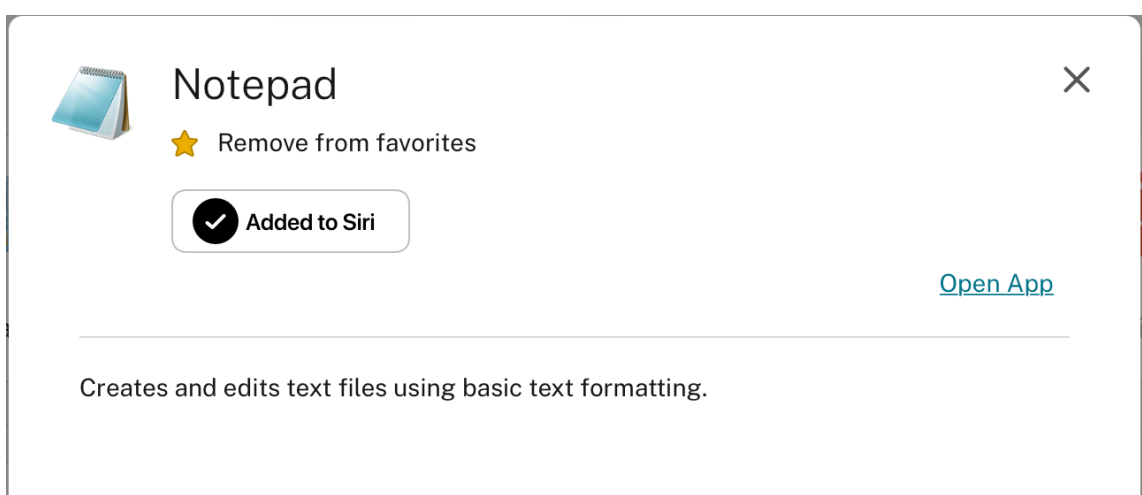 Notepad
Remove from favorites
Added to Siri
Open App
Creates and edits text files using basic text formatting.